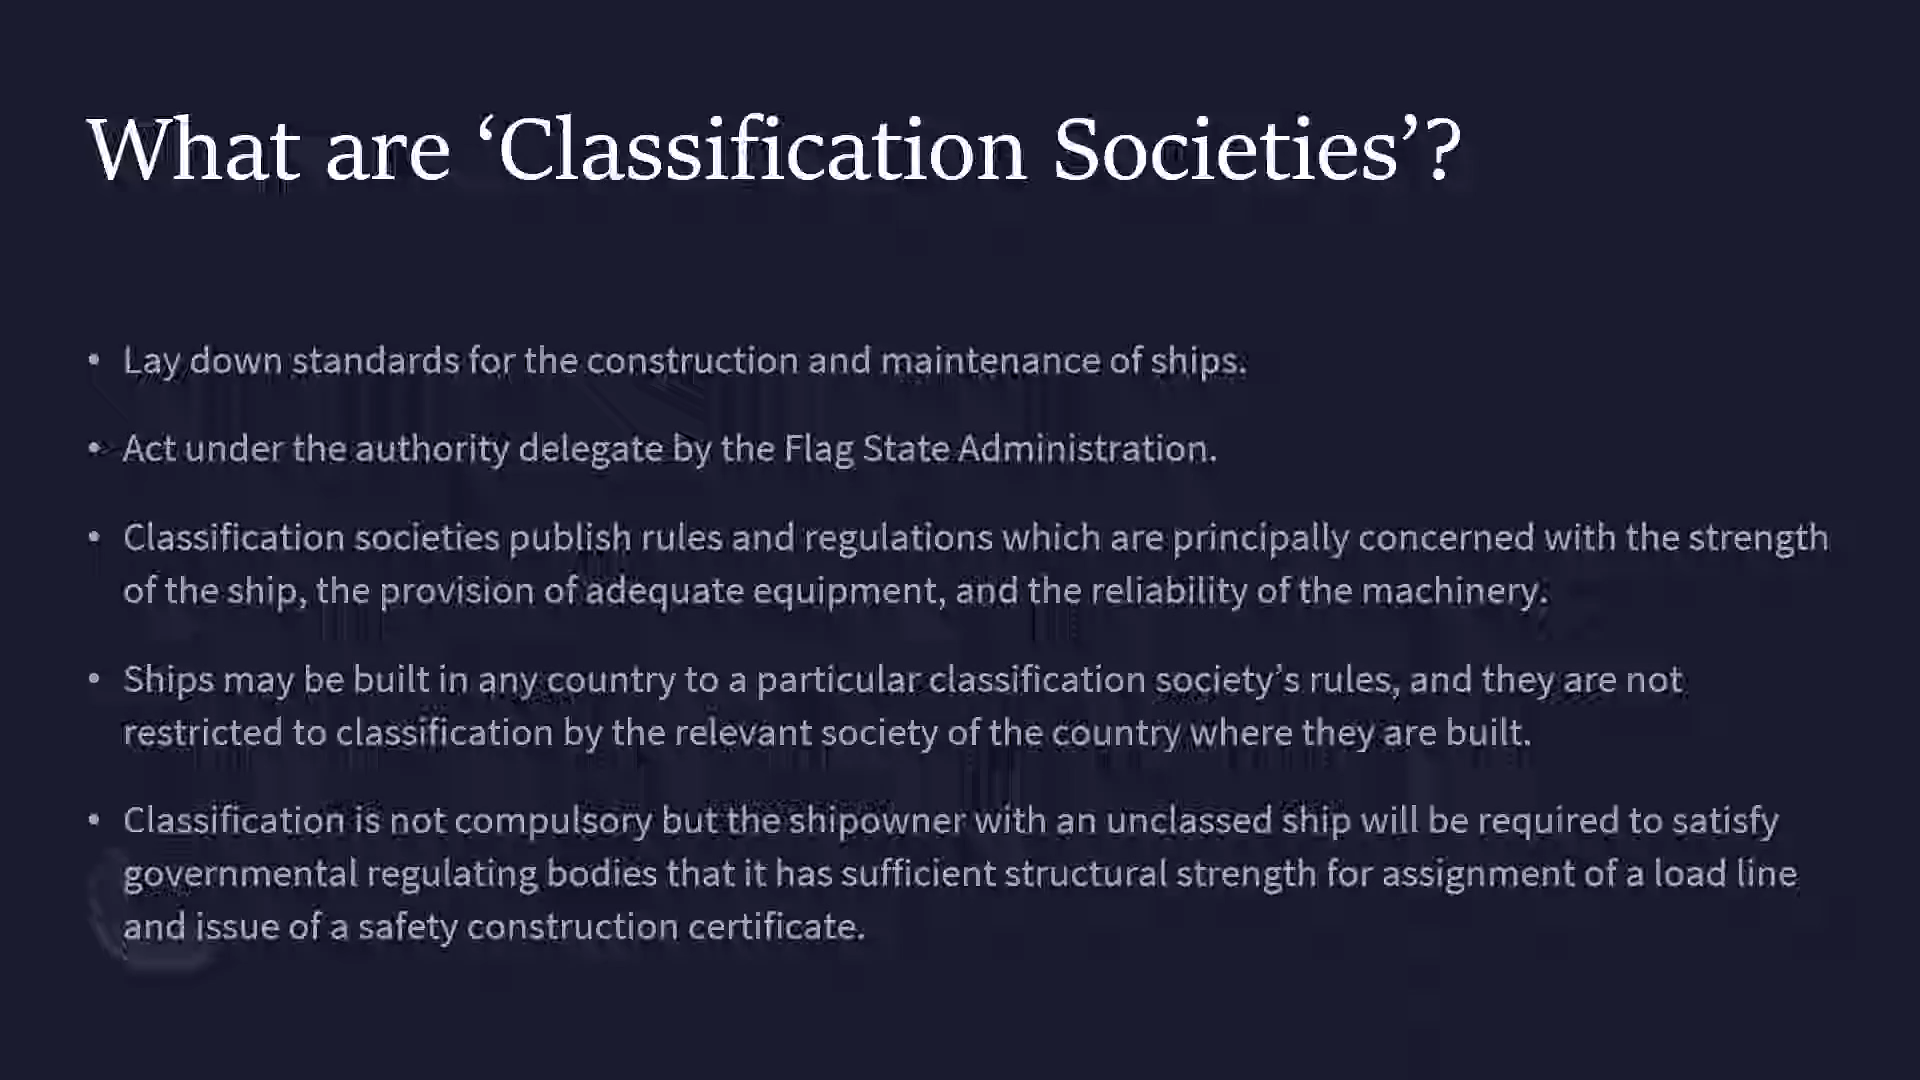 What are ‘Classification Societies’?
• Lay down standards for the construction and maintenance of ships.
• Act under the authority delegate by the Flag State Administration.
• Classification societies publish rules and regulations which are principally concerned with the strength
of the ship, the provision of adequate equipment, and the reliability of the machinery.
• Ships may be built in any country to a particular classification society’s rules, and they are not
restricted to classification by the relevant society of the country where they are built.
• Classification is not compulsory but the shipowner with an unclassed ship will be required to satisfy
governmental regulating bodies that it has sufficient structural strength for assignment of a load line
and issue of a safety construction certificate.